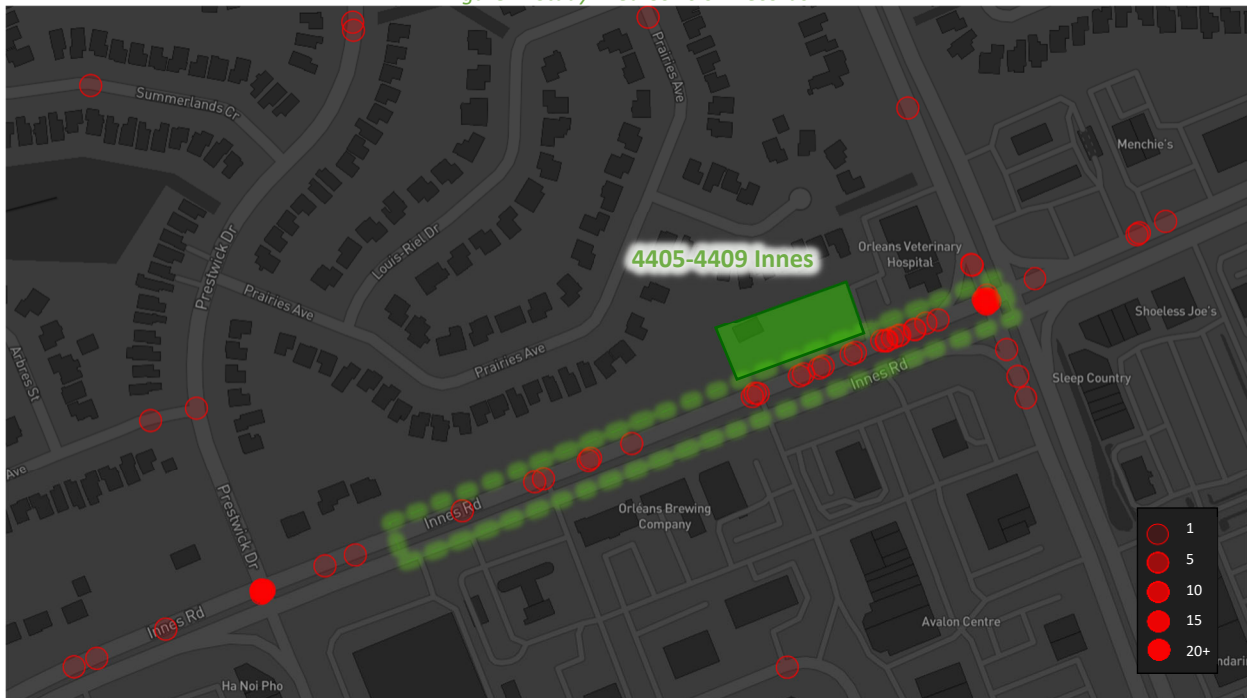 Prairies Ave
Summerlands Cr
Menchie's
Prestwick Dr
Louis-Riel Dr
4405-4409 Innes
Orleans Veterinary
Hospital
Prairies Ave
Shoeless Joe's
Arbres St
Prairies Ave
Innes Rd
Sleep Country
Ave
Prestwick Dr
Innes Rd
Orléans Brewing
Company
1
5
10
15
20+
Innes Rd
Avalon Centre
Ha Noi Pho